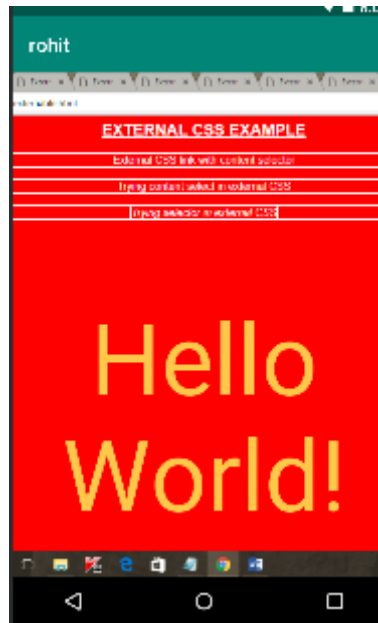 rohit
EXTERNAL CSS EXAMPLE
External CSS link with content selector
Trying content select in external CSS
Trying selector in external CSS
Hello
World!